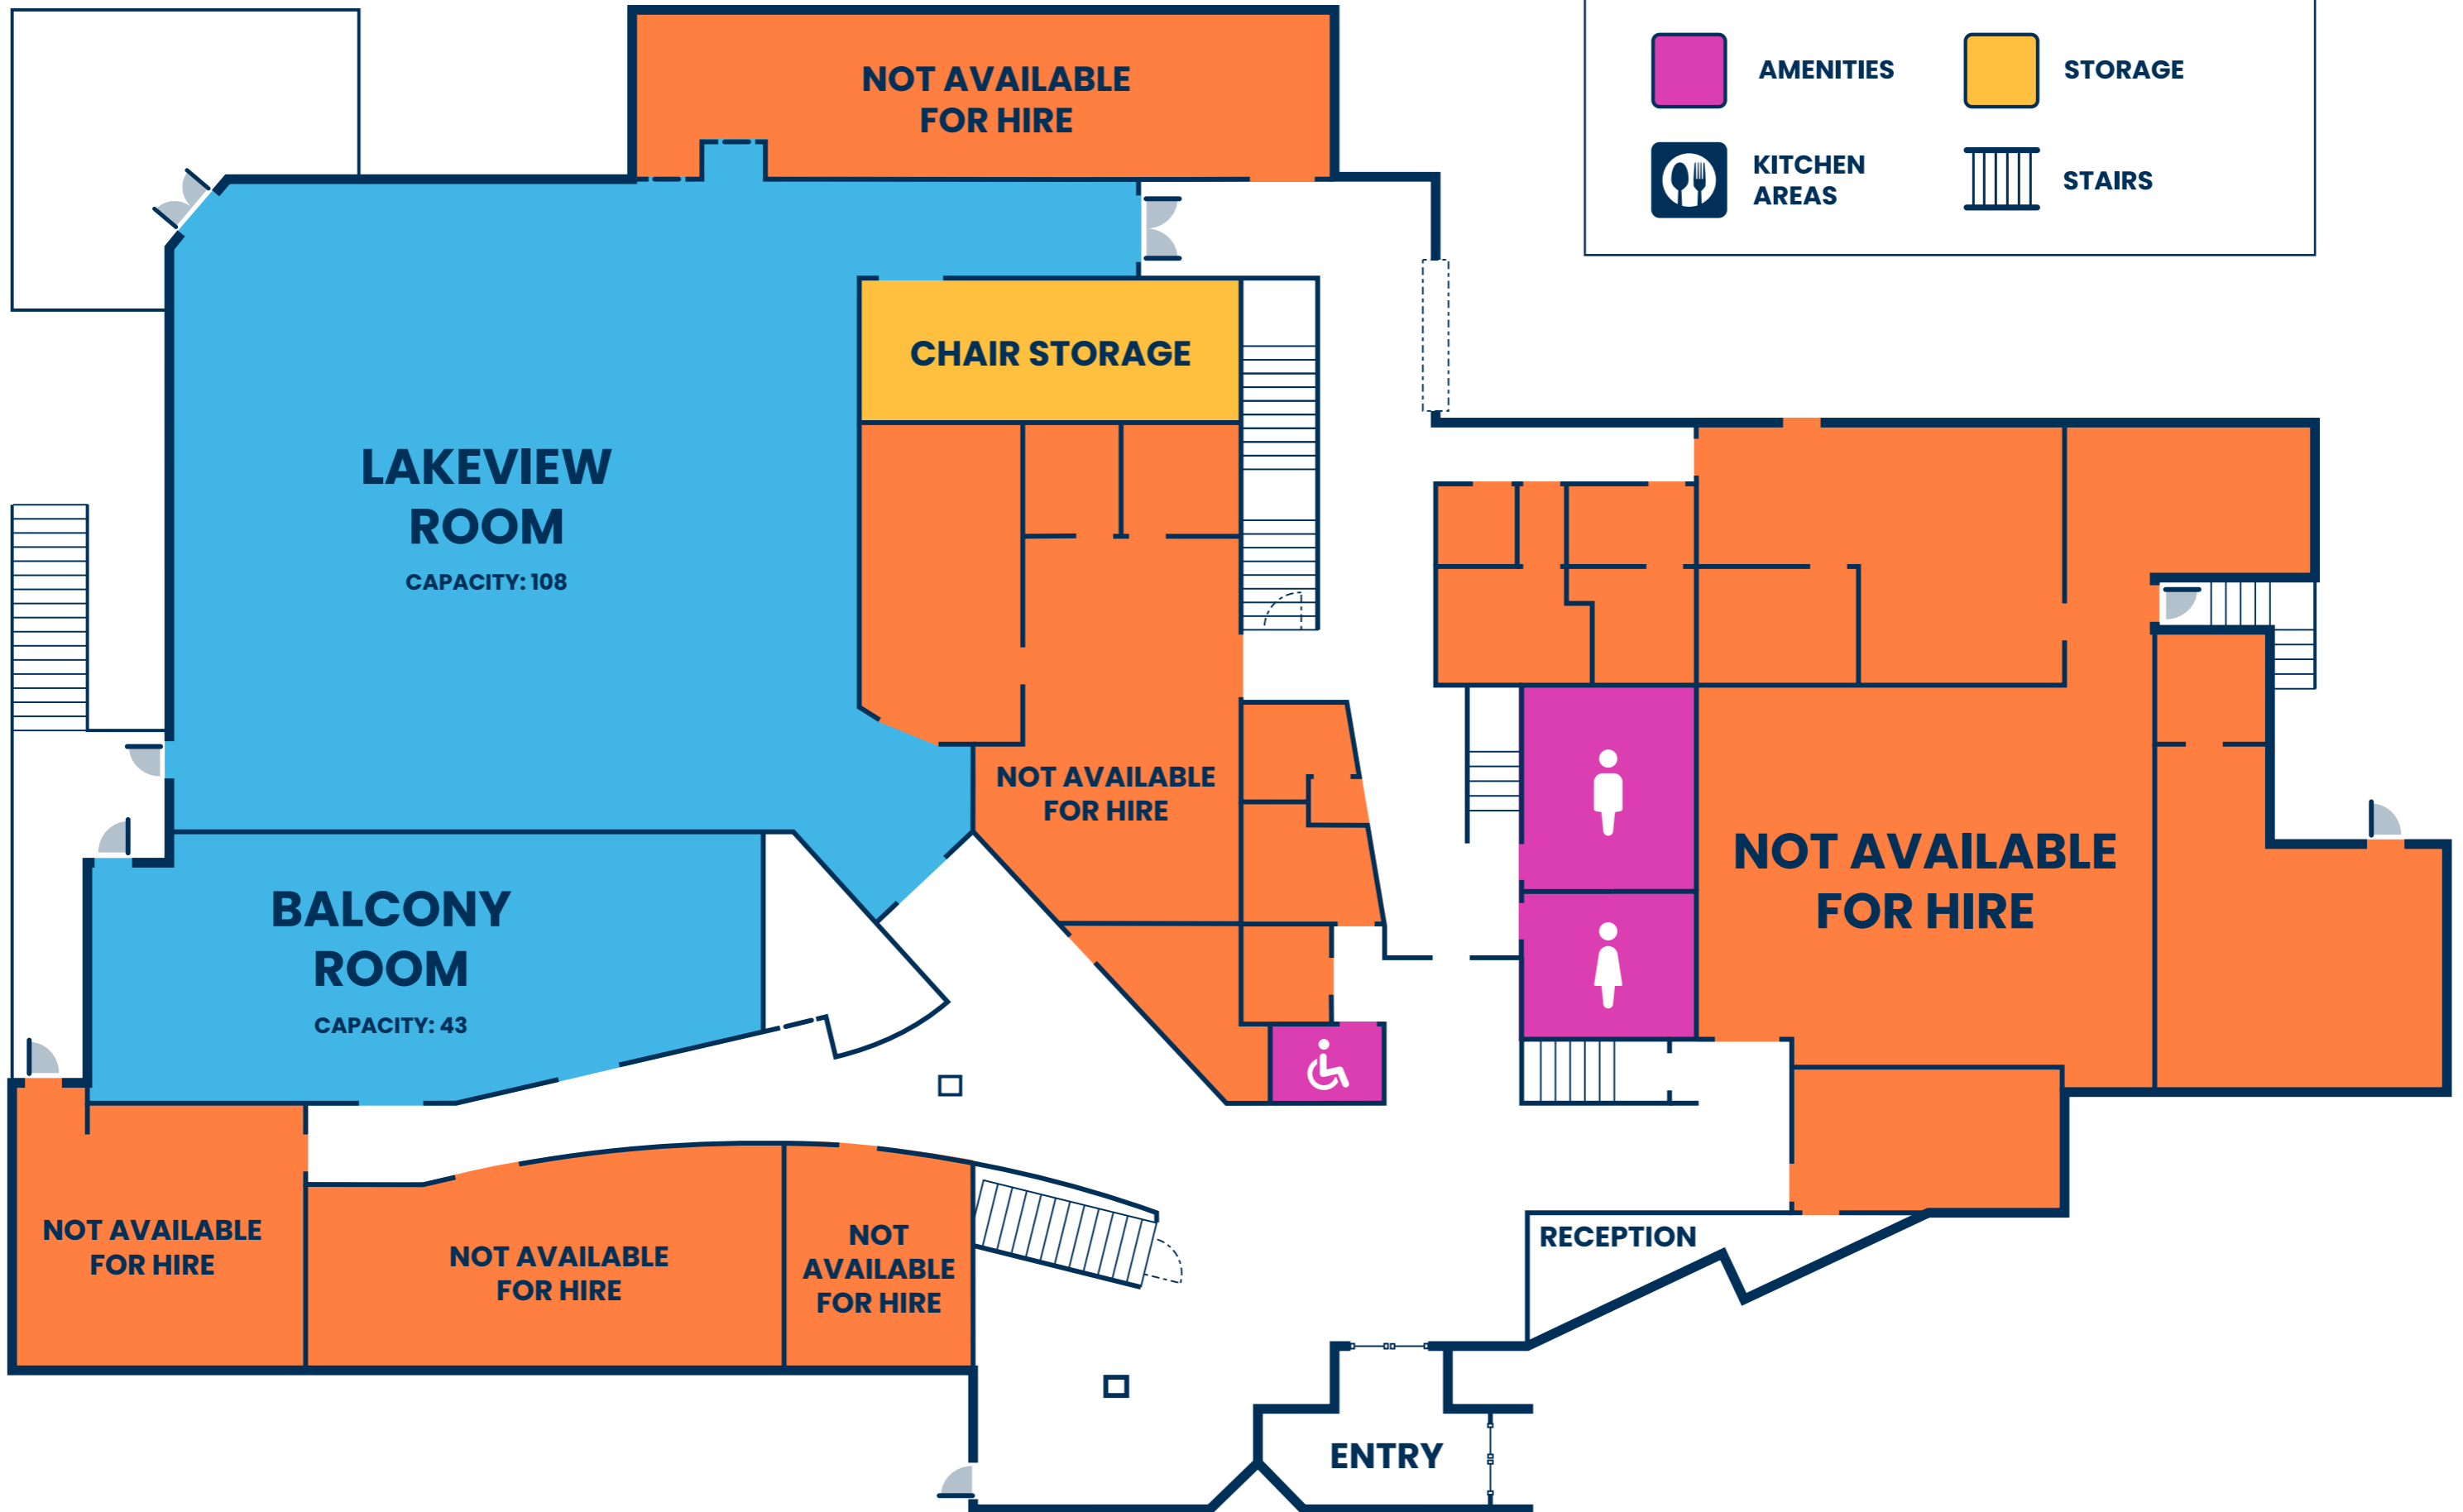 NOT AVAILABLE
FOR HIRE
AMENITIES
STORAGE
KITCHEN
AREAS
STAIRS
CHAIR STORAGE
LAKEVIEW
ROOM
CAPACITY: 108
NOT AVAILABLE
FOR HIRE
NOT AVAILABLE
FOR HIRE
BALCONY
ROOM
CAPACITY: 43
NOT AVAILABLE
FOR HIRE
NOT AVAILABLE
FOR HIRE
NOT
AVAILABLE
FOR HIRE
RECEPTION
ENTRY